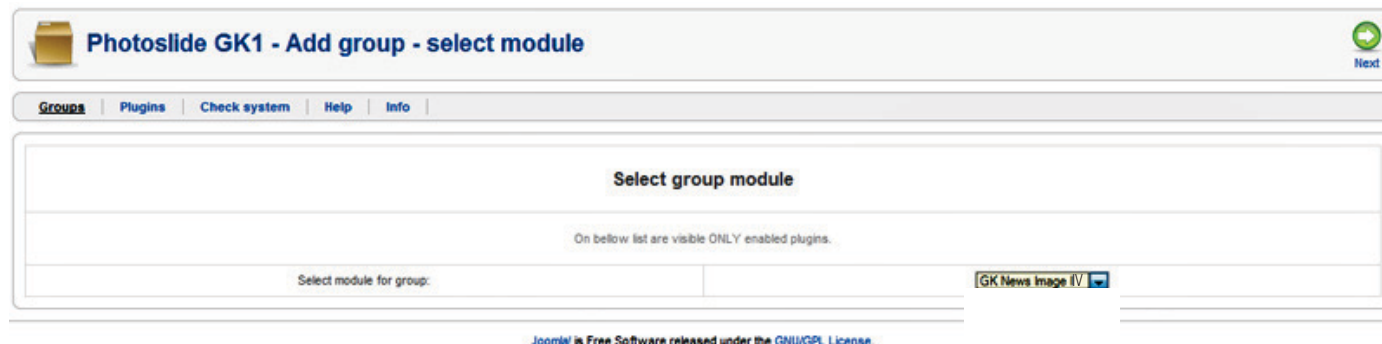 Photoslide GK1 - Add group - select module
Next
Groups Plugins Check system Help Info
Select group module
On bellow list are visible ONLY enabled plugins.
Select module for group:
GK News Image IV
Joomla! is Free Software released under the GNU/GPL License.